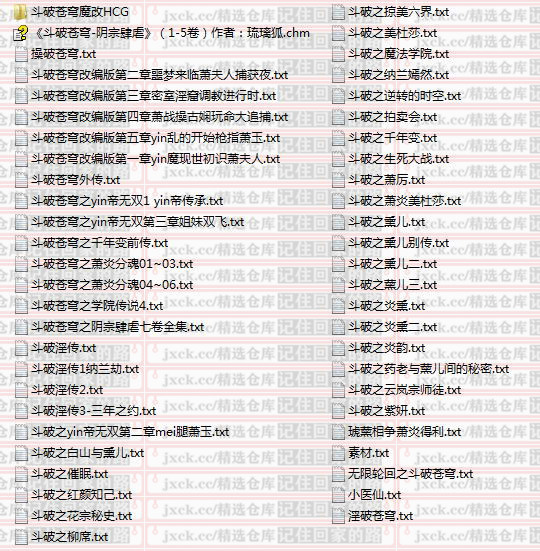 斗破苍穹魔改HCG
《斗破苍穹-阴宗肆虐》（1-5卷）作者：琉璃狐.chm
操破苍穹.txt
斗破苍穹改编版第二章噩梦来临萧夫人捕获夜.txt
斗破苍穹改编版第三章密室淫窟调教进行时.txt
斗破苍穹改编版第四章萧战操古娴玩命大追捕.txt
斗破苍穹改编版第五章yin乱的开始枪指萧玉.txt
斗破苍穹改编版第一章yin魔现世初识萧夫人.txt
斗破苍穹外传.txt
斗破苍穹之yin帝无双1 yin帝传承.txt
斗破苍穹之yin帝无双第三章姐妹双飞.txt
斗破苍穹之千年变前传.txt
斗破苍穹之萧炎分魂01~03.txt
斗破苍穹之萧炎分魂04~06.txt
斗破苍穹之学院传说4.txt
斗破苍穹之阴宗肆虐七卷全集.txt
斗破淫传.txt
斗破淫传1纳兰劫.txt
斗破淫传2.txt
斗破淫传3-三年之约.txt
斗破之yin帝无双第二章mei腿萧玉.txt
斗破之白山与熏儿.txt
斗破之催眠.txt
斗破之红颜知己.txt
斗破之花宗秘史.txt
斗破之柳席.txt
斗破之掠美六界.txt
斗破之美杜莎.txt
斗破之魔法学院.txt
斗破之纳兰嫣然.txt
斗破之逆转的时空.txt
斗破之拍卖会.txt
斗破之千年变.txt
斗破之生死大战.txt
斗破之萧厉.txt
斗破之萧炎美杜莎.txt
斗破之熏儿.txt
斗破之熏儿别传.txt
斗破之熏儿二.txt
斗破之薰儿三.txt
斗破之炎熏.txt
斗破之炎熏二.txt
斗破之炎韵.txt
斗破之药老与薰儿间的秘密.txt
斗破之云岚宗师徒.txt
斗破之紫妍.txt
琥薰相争萧炎得利.txt
素材.txt
无限轮回之斗破苍穹.txt
小医仙.txt
淫破苍穹.txt
jxck.cc/精选仓库
记住回家的路